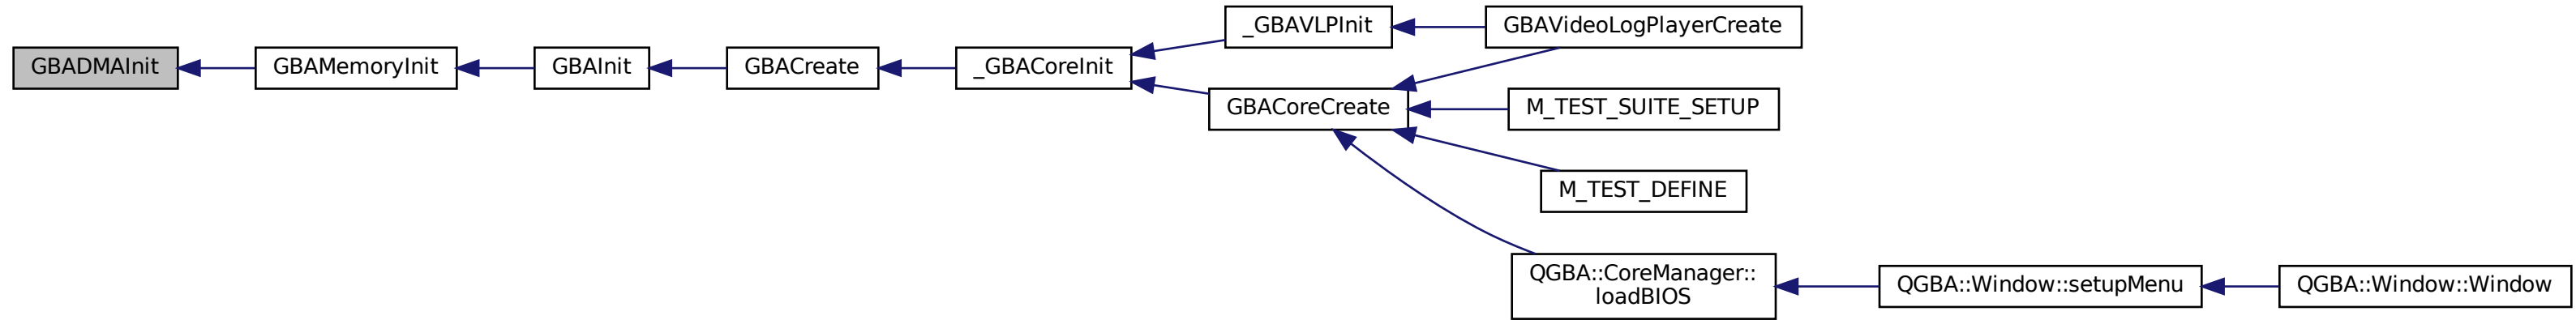 GBADMAInit
GBAMemoryInit
GBAInit
GBACreate
_GBACoreInit
_GBAVLPInit
GBAVideoLogPlayerCreate
GBACoreCreate
M_TEST_SUITE_SETUP
M_TEST_DEFINE
QGBA::CoreManager::
loadBIOS
QGBA::Window::setupMenu
QGBA::Window::Window